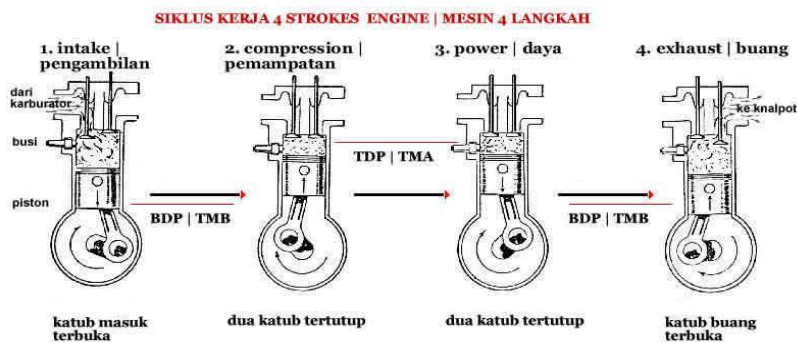 SIKLUS KERJA 4 STROKES ENGINE | MESIN 4 LANGKAH
1. intake |
pengambilan
2. compression |
pemampatan
3. power | daya
4. exhaust | buang
dari
karburator
ke knalpot
busi
TDP | TMA
piston
BDP | TMB
BDP | TMB
katub masuk
terbuka
dua katub tertutup
dua katub tertutup
katub buang
terbuka